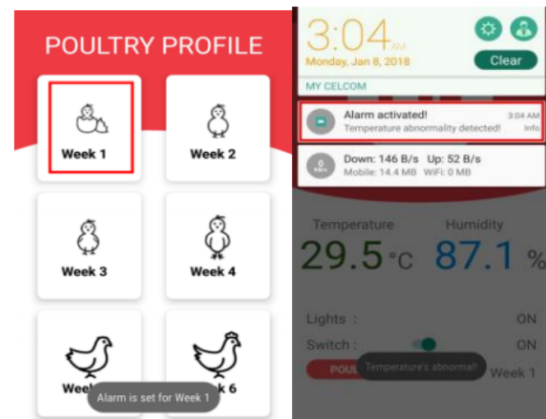 POULTRY PROFILE
Week 1
Week 2
Week 3
Week 4
Alarm is set for Week 1
3:04 AM
Monday, Jan 8, 2018
Clear
MY CELCOM
Alarm activated! 3:04 AM
Temperature abnormality detected! Info
0
Down: 146 B/s Up: 52 B/s
Mobile: 14.4 MB WiFi: 0 MB
Temperature Humidity
29.5 °C 87.1 %
Lights : ON
Switch : ON
Temperature's abnormal!
Week 1